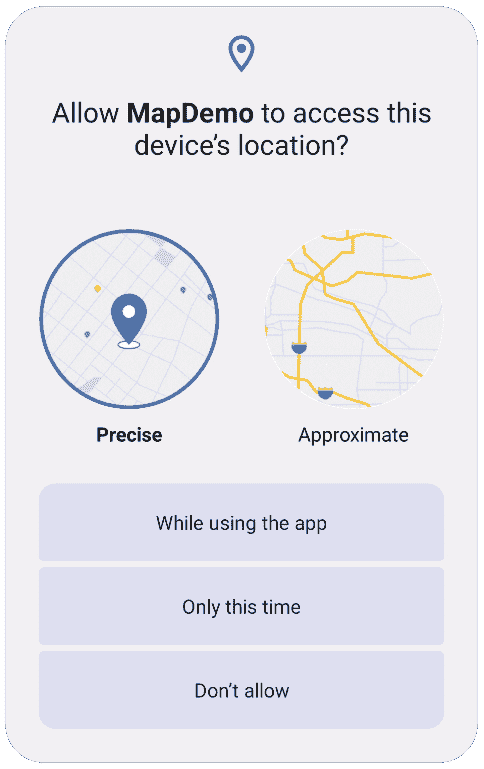 Allow MapDemo to access this
device’s location?
Precise
Approximate
While using the app
Only this time
Don’t allow